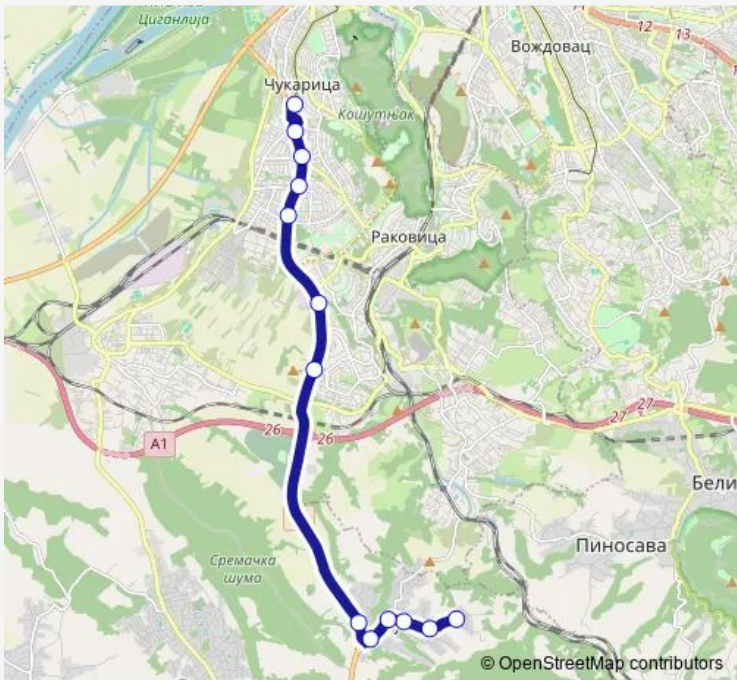 Циганлија
Вождовац
12
13
Чукарица
Кошутњак
Раковица
A1
26
26
27
27
Бели
Пиносава
Сремачка
шума
© OpenStreetMap contributors